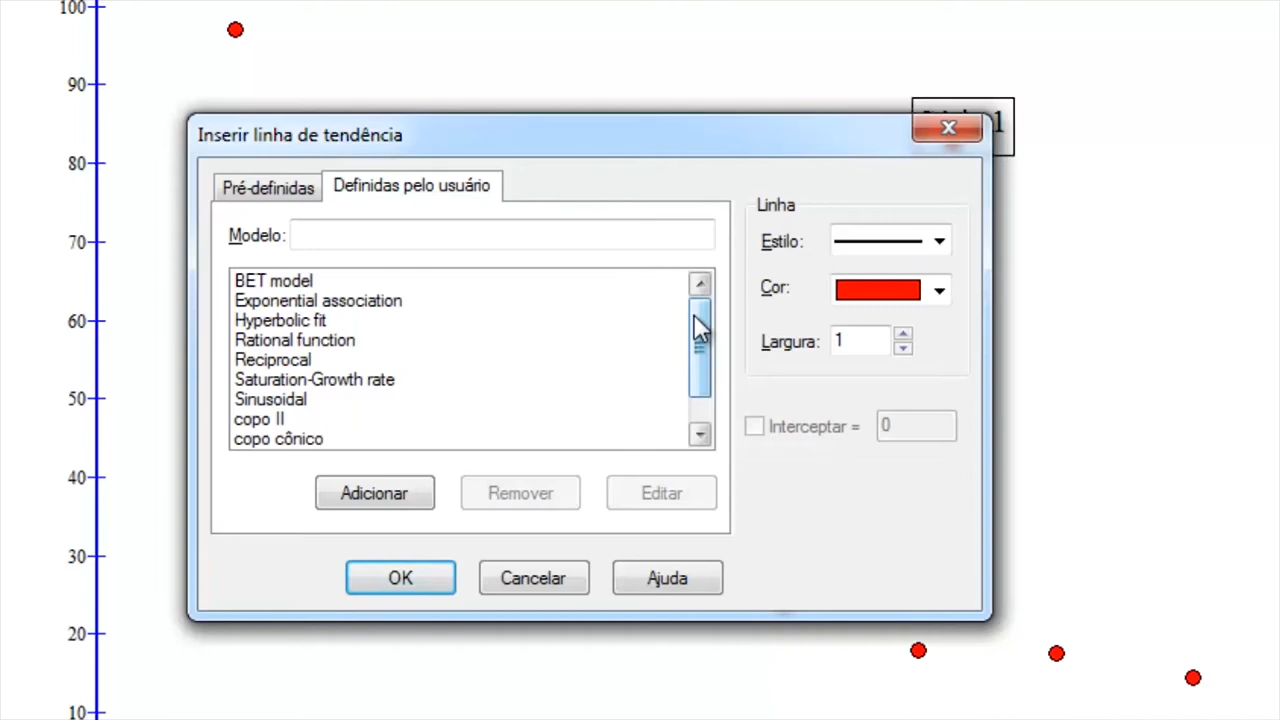 100
90
80
70
60
50
40
30
20
10
1
Inserir linha de tendência
Pré-definidas
Definidas pelo usuário
Modelo:
BET model
Exponential association
Hyperbolic fit
Rational function
Reciprocal
Saturation-Growth rate
Sinusoidal
copo II
copo cônico
Adicionar
Remover
Editar
Linha
Estilo:
Cor:
Largura: 1
Interceptar = 0
OK
Cancelar
Ajuda